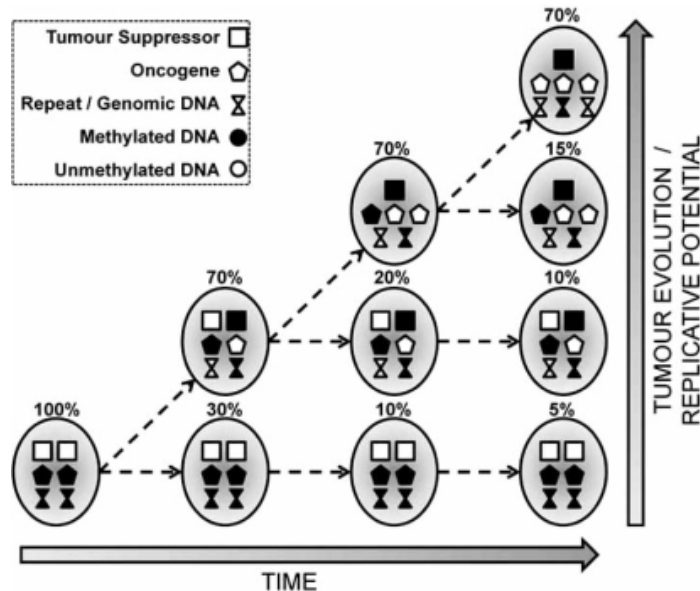 Tumour Suppressor
Oncogene
Repeat / Genomic DNA
Methylated DNA
Unmethylated DNA
70%
70%
15%
70%
20%
10%
100%
30%
10%
5%
TIME
TUMOUR EVOLUTION /
REPLICATIVE POTENTIAL